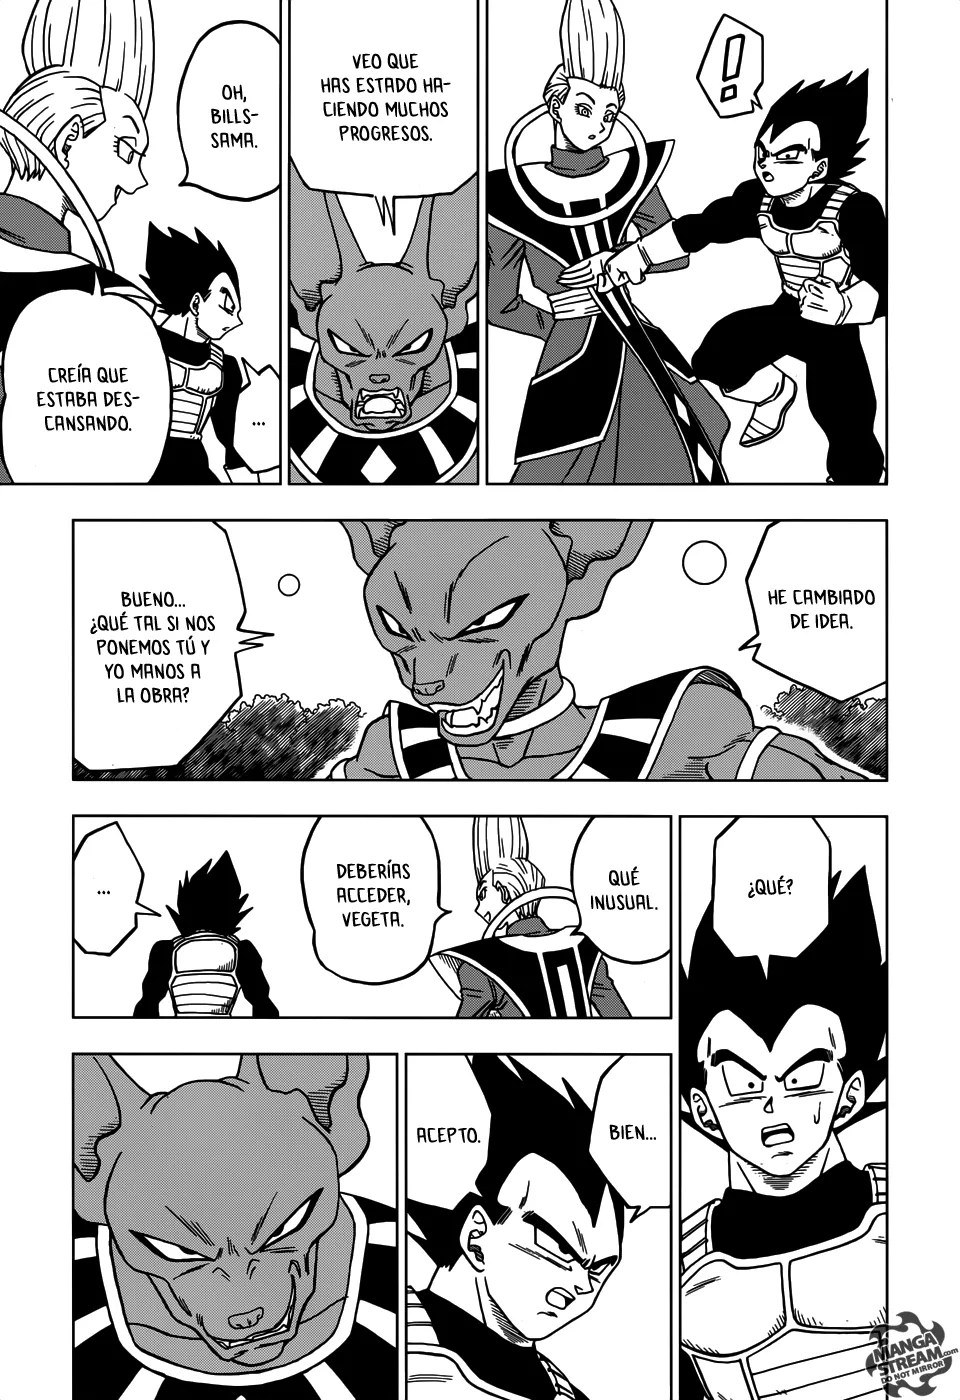 !
VEO QUE
HAS ESTADO HA-
CIENDO MUCHOS
PROGRESOS.
OH,
BILLS-
SAMA.
CREÍA QUE
ESTABA DES-
CANSANDO.
...
HE CAMBIADO
DE IDEA.
BUENO...
¿QUÉ TAL SI NOS
PONEMOS TÚ Y
YO MANOS A
LA OBRA?
¿QUÉ?
QUÉ
INUSUAL.
DEBERÍAS
ACCEDER,
VEGETA.
...
BIEN...
ACEPTO.
MANGA
STREAM.com
DO NOT MIRROR